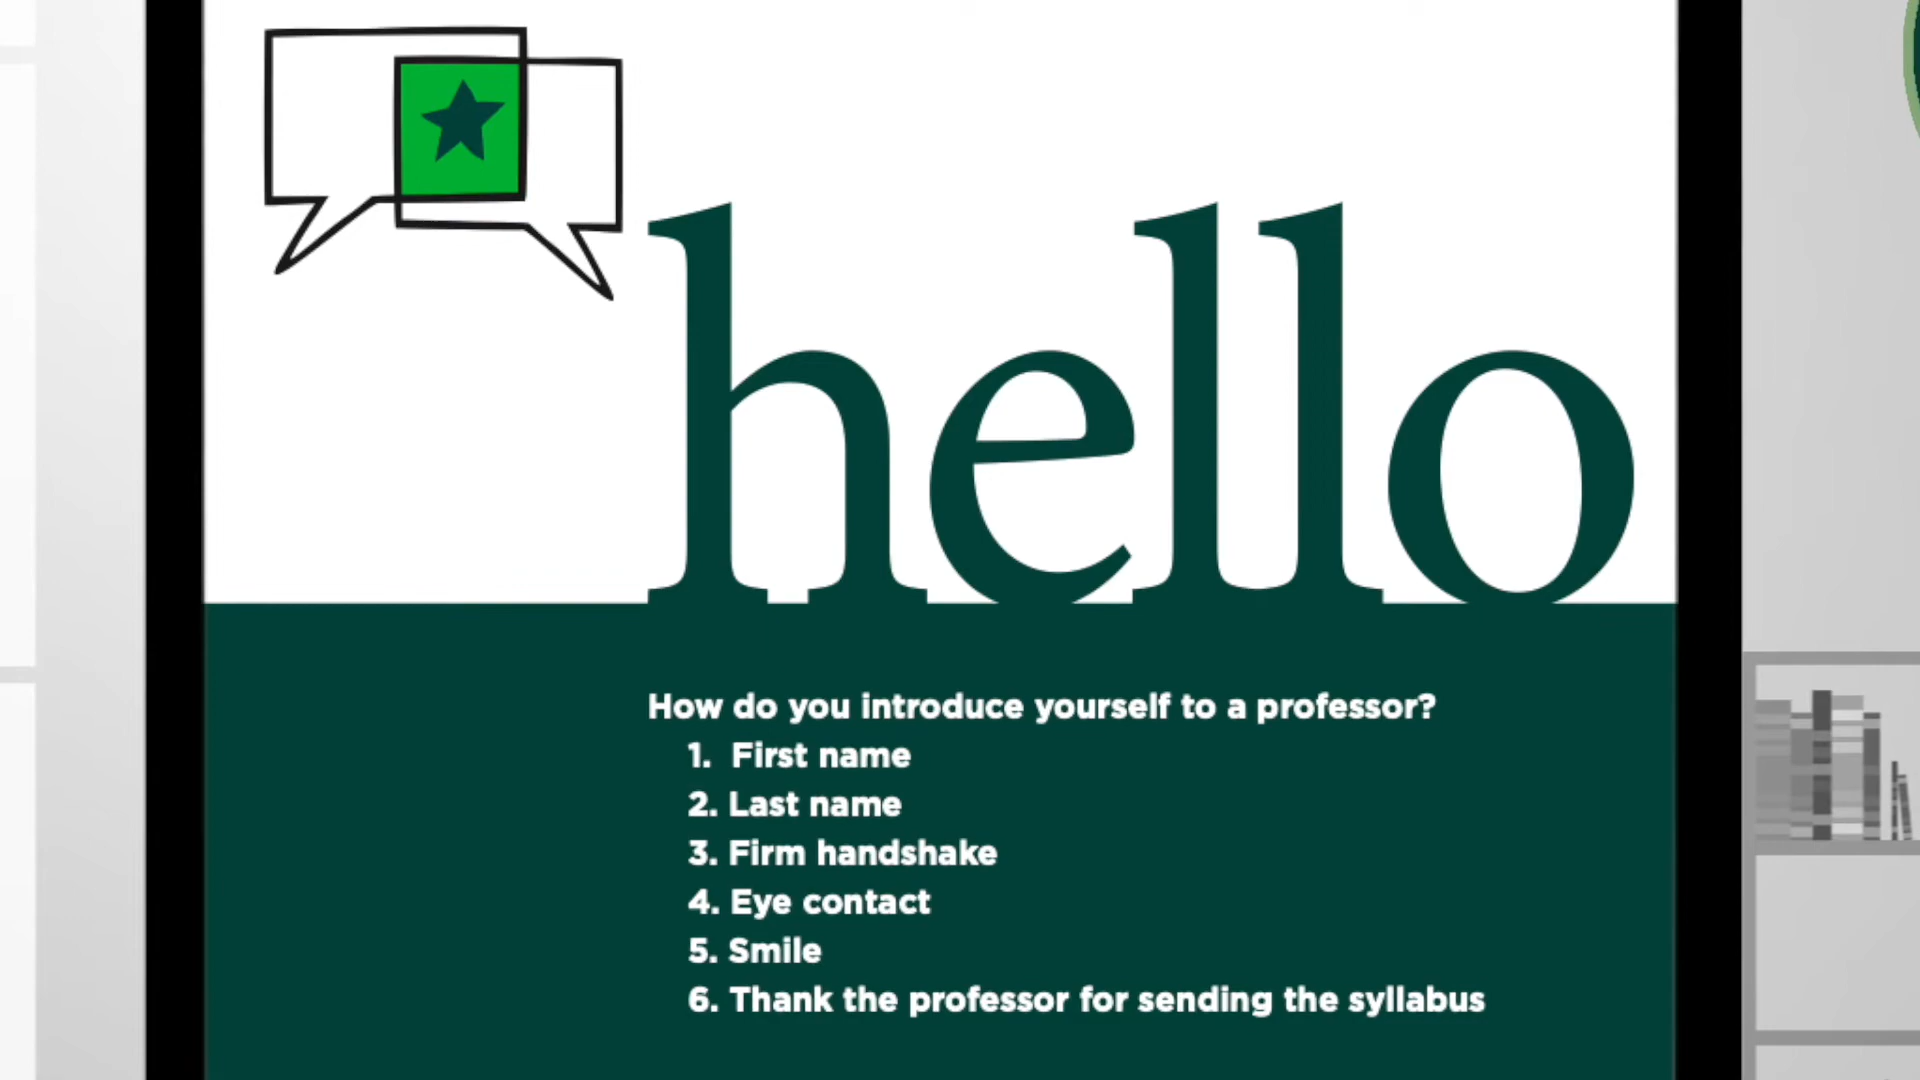 hello
How do you introduce yourself to a professor?
1. First name
2. Last name
3. Firm handshake
4. Eye contact
5. Smile
6. Thank the professor for sending the syllabus